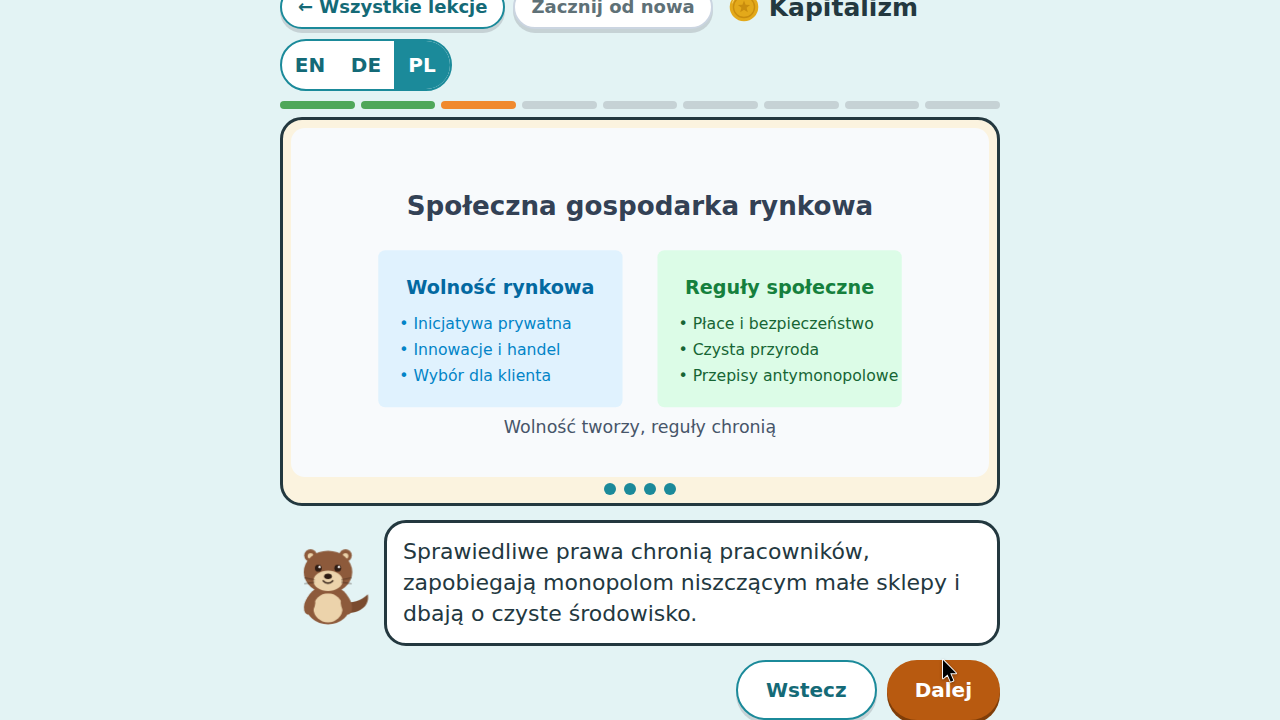 ← Wszystkie lekcje
Zacznij od nowa
Kapitalizm
EN DE PL
Społeczna gospodarka rynkowa
Wolność rynkowa
• Inicjatywa prywatna
• Innowacje i handel
• Wybór dla klienta
Reguły społeczne
• Płace i bezpieczeństwo
• Czysta przyroda
• Przepisy antymonopolowe
Wolność tworzy, reguły chronią
Sprawiedliwe prawa chronią pracowników,
zapobiegają monopolom niszczącym małe sklepy i
dbają o czyste środowisko.
Wstecz
Dalej